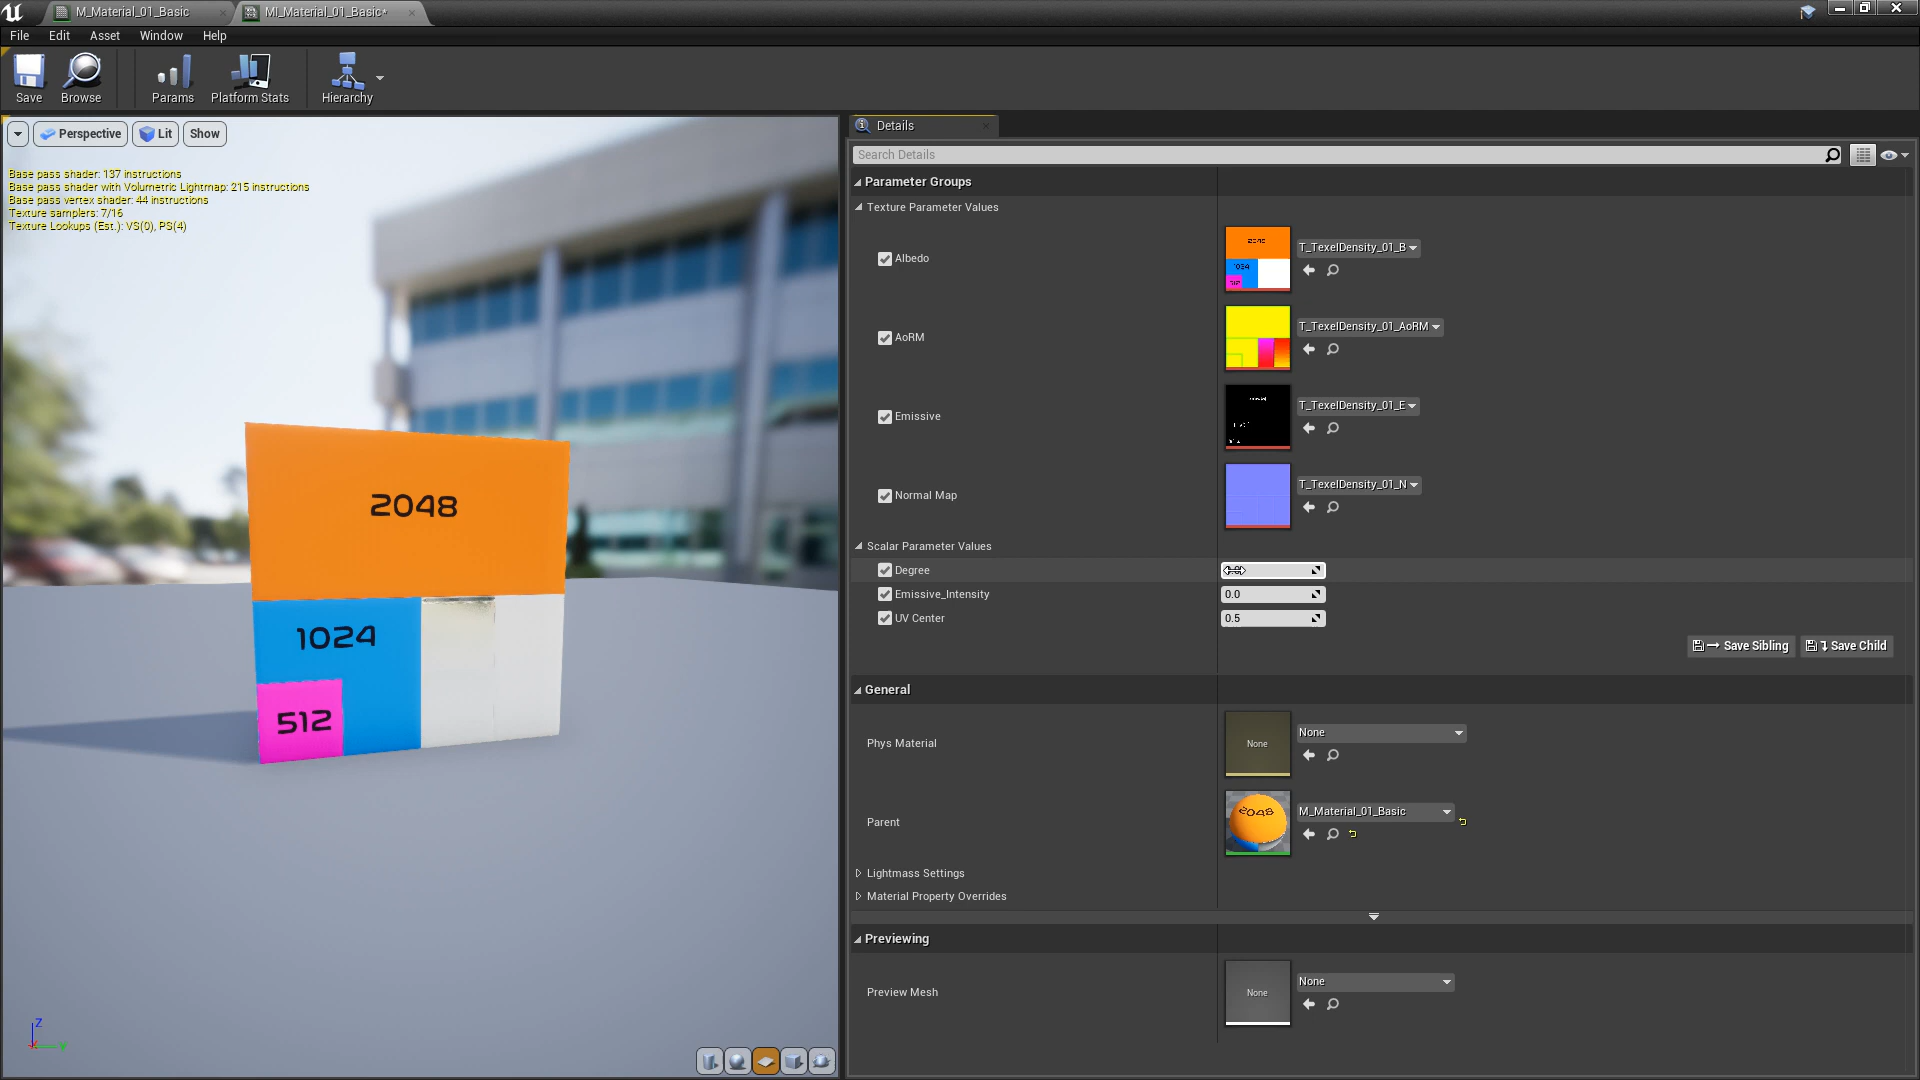 M_Material_01_Basic
MI_Material_01_Basic*
File Edit Asset Window Help
Save
Browse
Params
Platform Stats
Hierarchy
Perspective
Lit
Show
Base pass shader: 137 instructions
Base pass shader with Volumetric Lightmap: 215 instructions
Base pass vertex shader: 44 instructions
Texture samplers: 7/16
Texture Lookups (Est.): VS(0), PS(4)
2048
1024
512
Z
Details
Search Details
Parameter Groups
Texture Parameter Values
Albedo
2048
1024
512
T_TexelDensity_01_B
AoRM
T_TexelDensity_01_AoRM
Emissive
T_TexelDensity_01_E
Normal Map
T_TexelDensity_01_N
Scalar Parameter Values
Degree
Emissive_Intensity
0.0
UV Center
0.5
Save Sibling
Save Child
General
Phys Material
None
None
Parent
2048
M_Material_01_Basic
Lightmass Settings
Material Property Overrides
Previewing
Preview Mesh
None
None